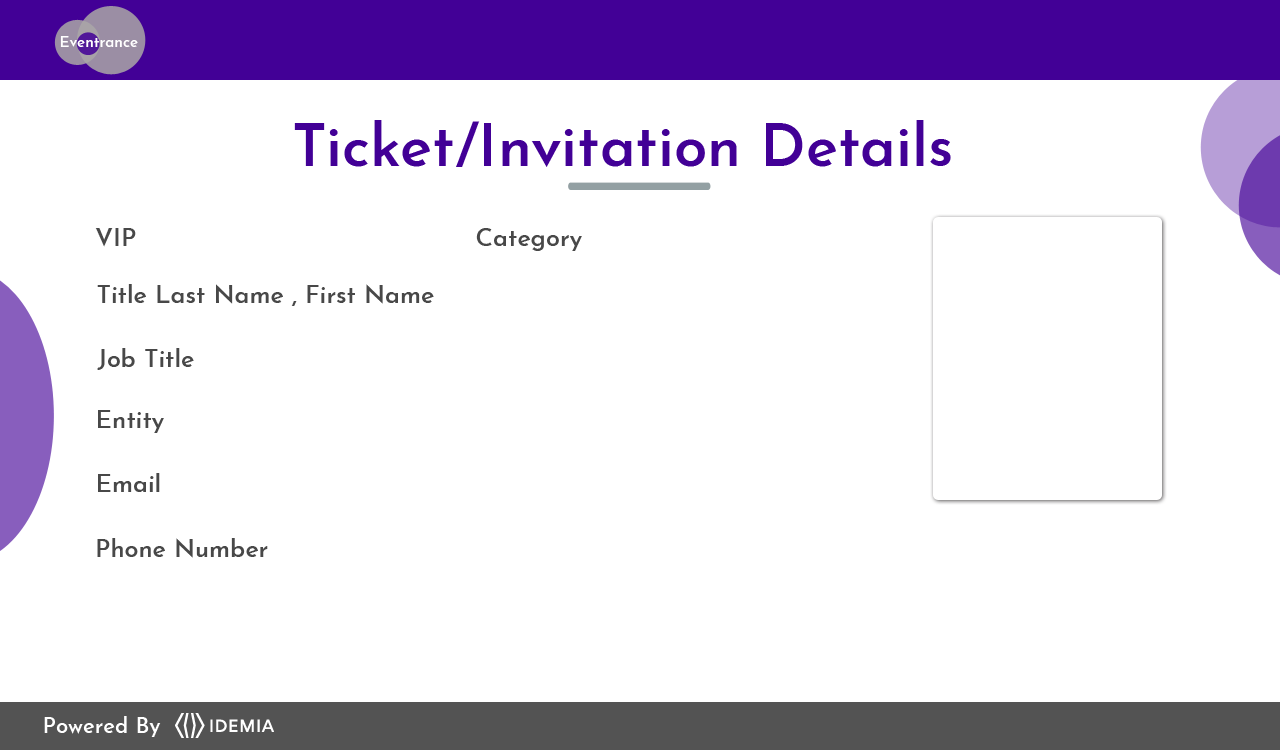 Eventrance
Ticket/Invitation Details
VIP Category
Title Last Name , First Name
Job Title
Entity
Email
Phone Number
Powered By IDEMIA